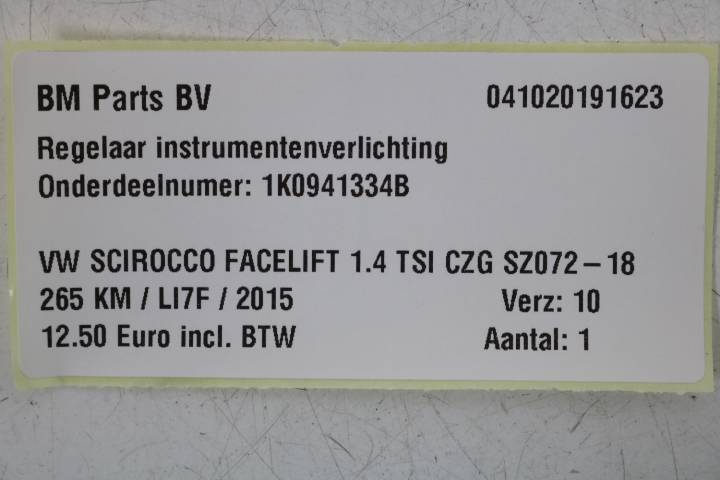 BM Parts BV 041020191623
Regelaar instrumentenverlichting
Onderdeelnumer: 1K0941334B
VW SCIROCCO FACELIFT 1.4 TSI CZG SZ072-18
265 KM / LI7F / 2015 Verz: 10
12.50 Euro incl. BTW Aantal: 1